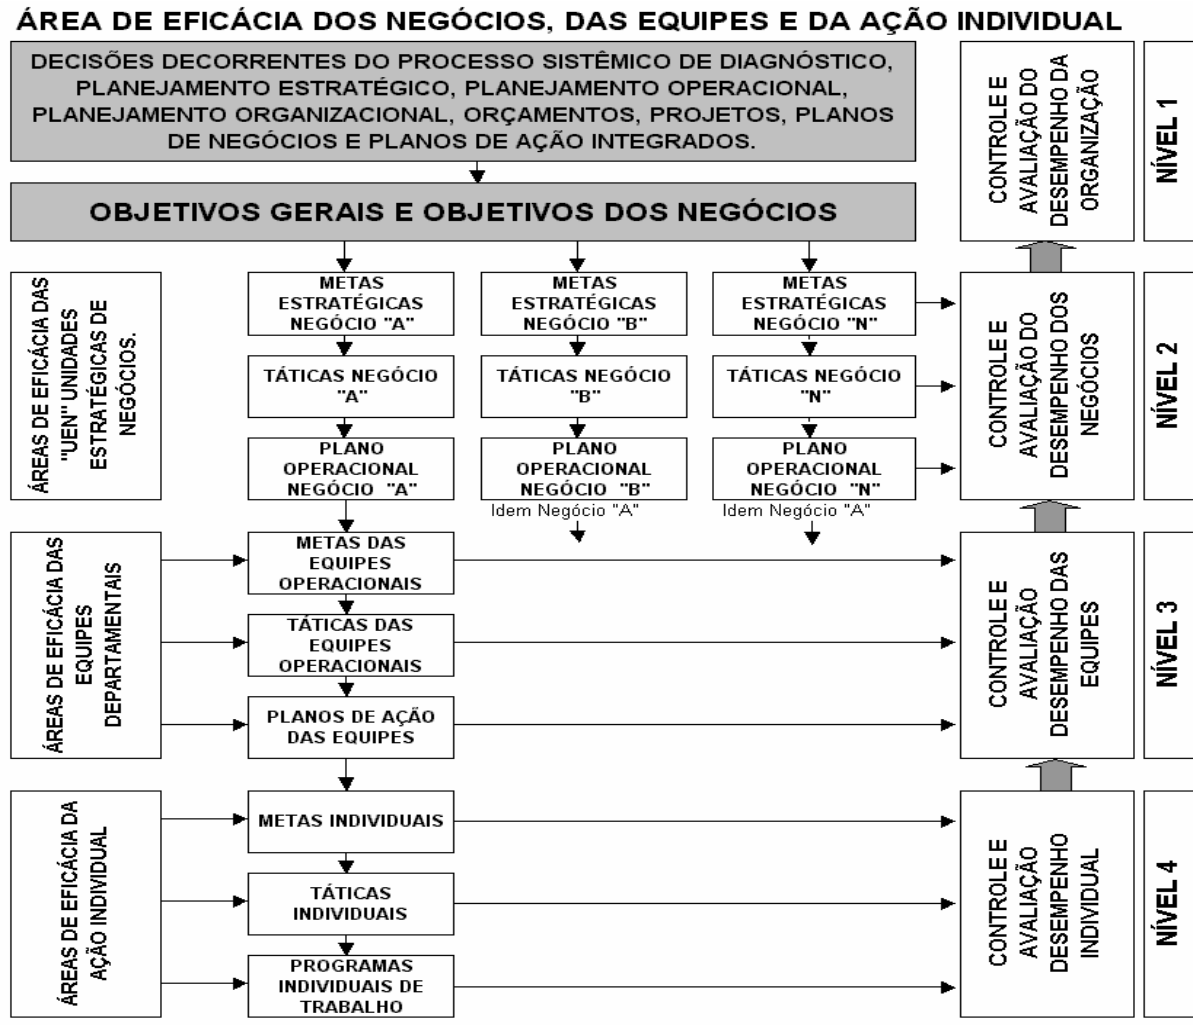 ÁREA DE EFICÁCIA DOS NEGÓCIOS, DAS EQUIPES E DA AÇÃO INDIVIDUAL
DECISÕES DECORRENTES DO PROCESSO SISTÊMICO DE DIAGNÓSTICO,
PLANEJAMENTO ESTRATÉGICO, PLANEJAMENTO OPERACIONAL,
PLANEJAMENTO ORGANIZACIONAL, ORÇAMENTOS, PROJETOS, PLANOS
DE NEGÓCIOS E PLANOS DE AÇÃO INTEGRADOS.
CONTROLE E
AVALIAÇÃO DO
DESEMPENHO DA
ORGANIZAÇÃO
NÍVEL 1
OBJETIVOS GERAIS E OBJETIVOS DOS NEGÓCIOS
ÁREAS DE EFICÁCIA DAS
"UEN" UNIDADES
ESTRATÉGICAS DE
NEGÓCIOS.
METAS
ESTRATÉGICAS
NEGÓCIO "A"
METAS
ESTRATÉGICAS
NEGÓCIO "B"
METAS
ESTRATÉGICAS
NEGÓCIO "N"
TÁTICAS NEGÓCIO
"A"
TÁTICAS NEGÓCIO
"B"
TÁTICAS NEGÓCIO
"N"
PLANO
OPERACIONAL
NEGÓCIO "A"
PLANO
OPERACIONAL
NEGÓCIO "B"
PLANO
OPERACIONAL
NEGÓCIO "N"
Idem Negócio "A"
Idem Negócio "A"
CONTROLE E
AVALIAÇÃO DO
DESEMPENHO DOS
NEGÓCIOS
NÍVEL 2
ÁREAS DE EFICÁCIA DAS
EQUIPES
DEPARTAMENTAIS
METAS DAS
EQUIPES
OPERACIONAIS
TÁTICAS DAS
EQUIPES
OPERACIONAIS
PLANOS DE AÇÃO
DAS EQUIPES
CONTROLE E
AVALIAÇÃO
DESEMPENHO DAS
EQUIPES
NÍVEL 3
ÁREAS DE EFICÁCIA DA
AÇÃO INDIVIDUAL
METAS INDIVIDUAIS
TÁTICAS
INDIVIDUAIS
PROGRAMAS
INDIVIDUAIS DE
TRABALHO
CONTROLE E
AVALIAÇÃO
DESEMPENHO
INDIVIDUAL
NÍVEL 4